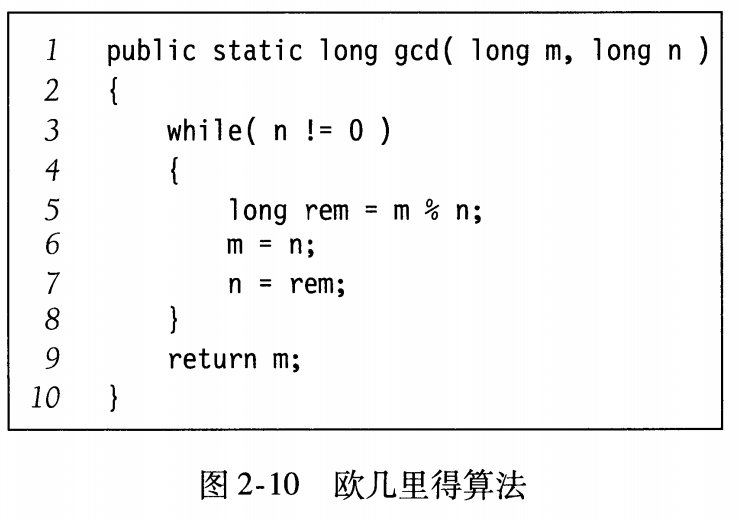 1 public static long gcd( long m, long n )
2 {
3 while( n != 0 )
4 {
5 long rem = m % n;
6 m = n;
7 n = rem;
8 }
9 return m;
10 }
图 2-10 欧几里得算法